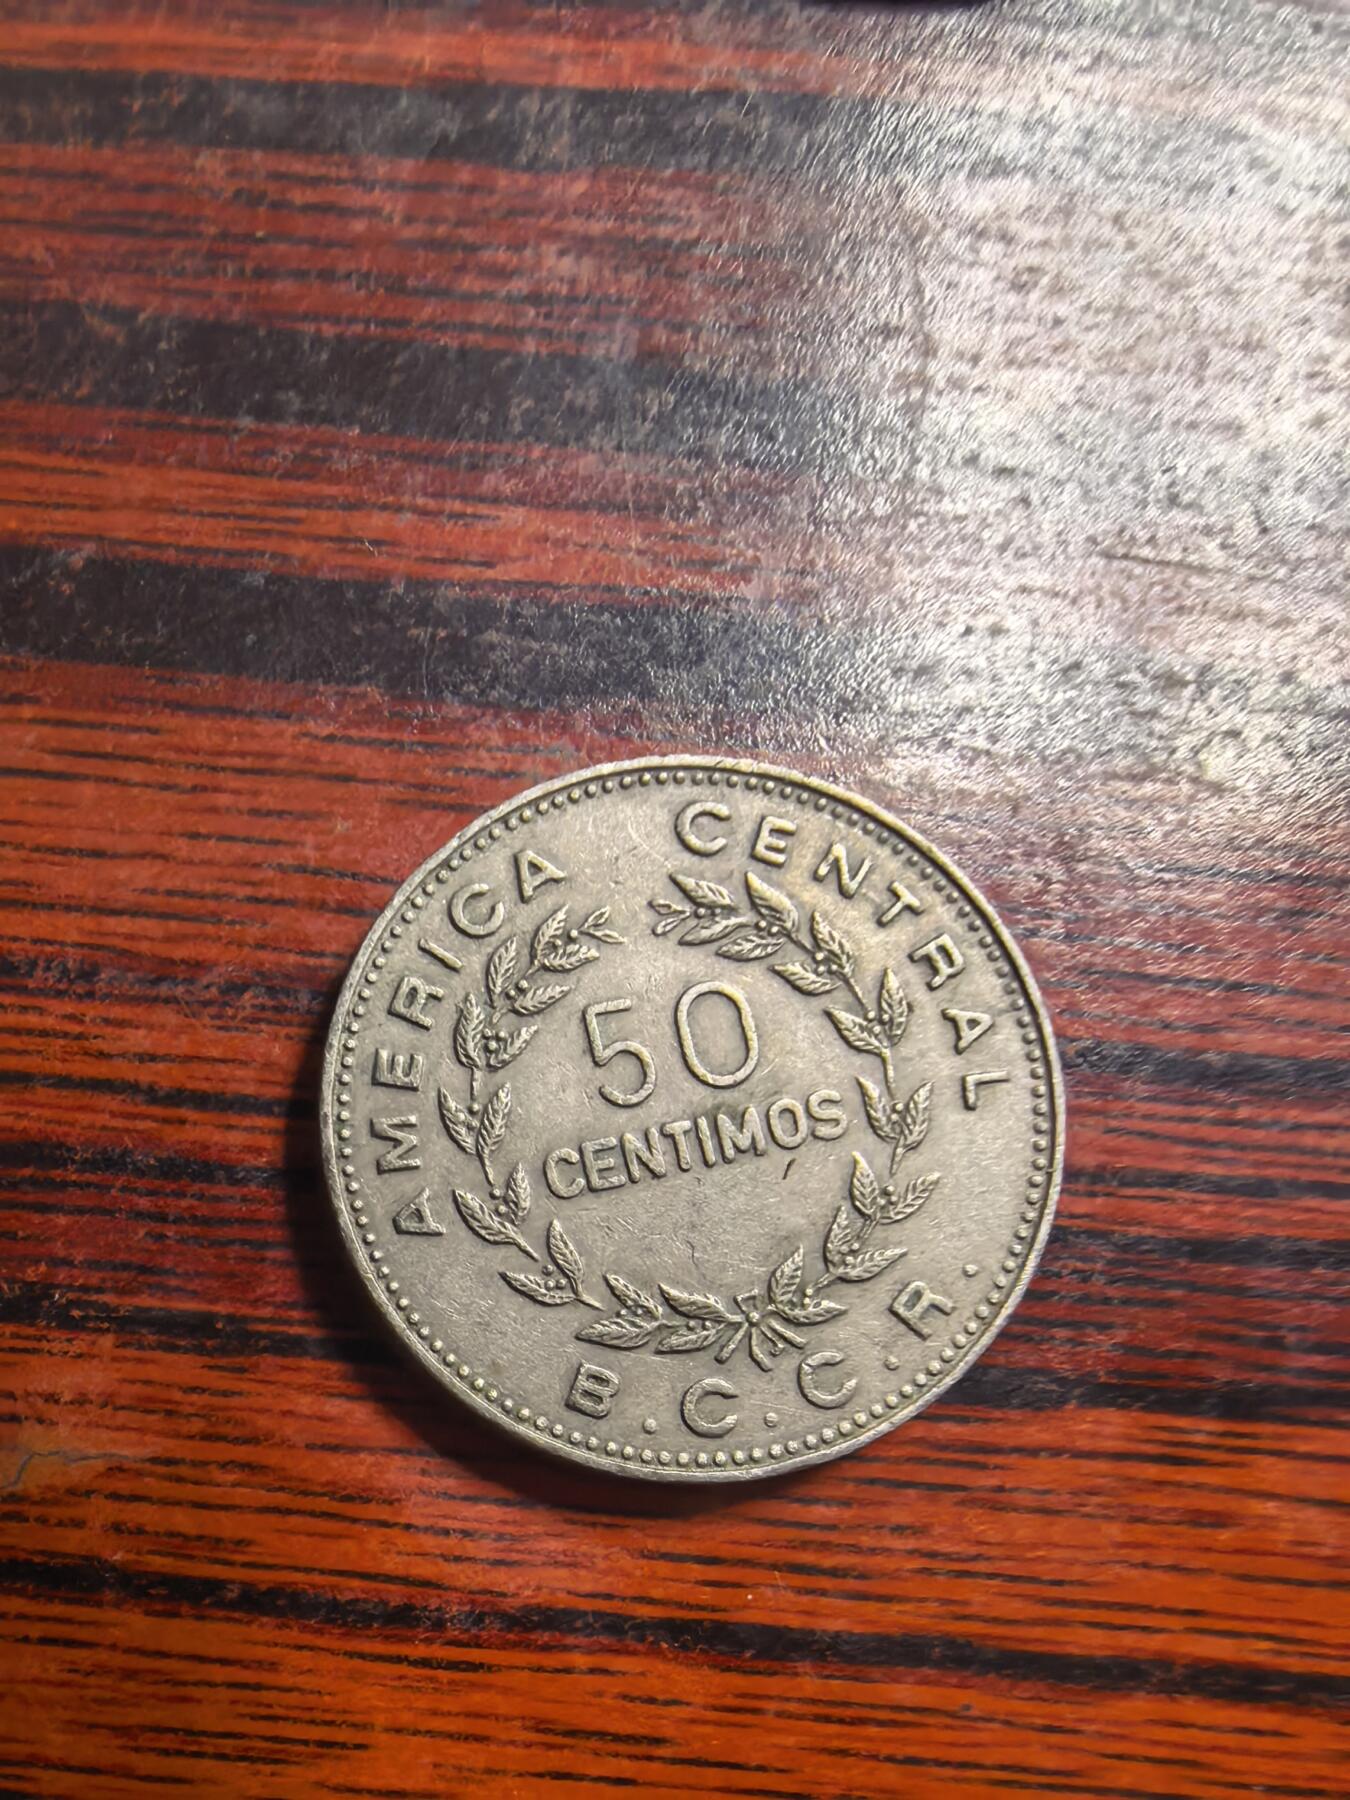 AMERICA CENTRAL
50
CENTIMOS
B.C.C.R.